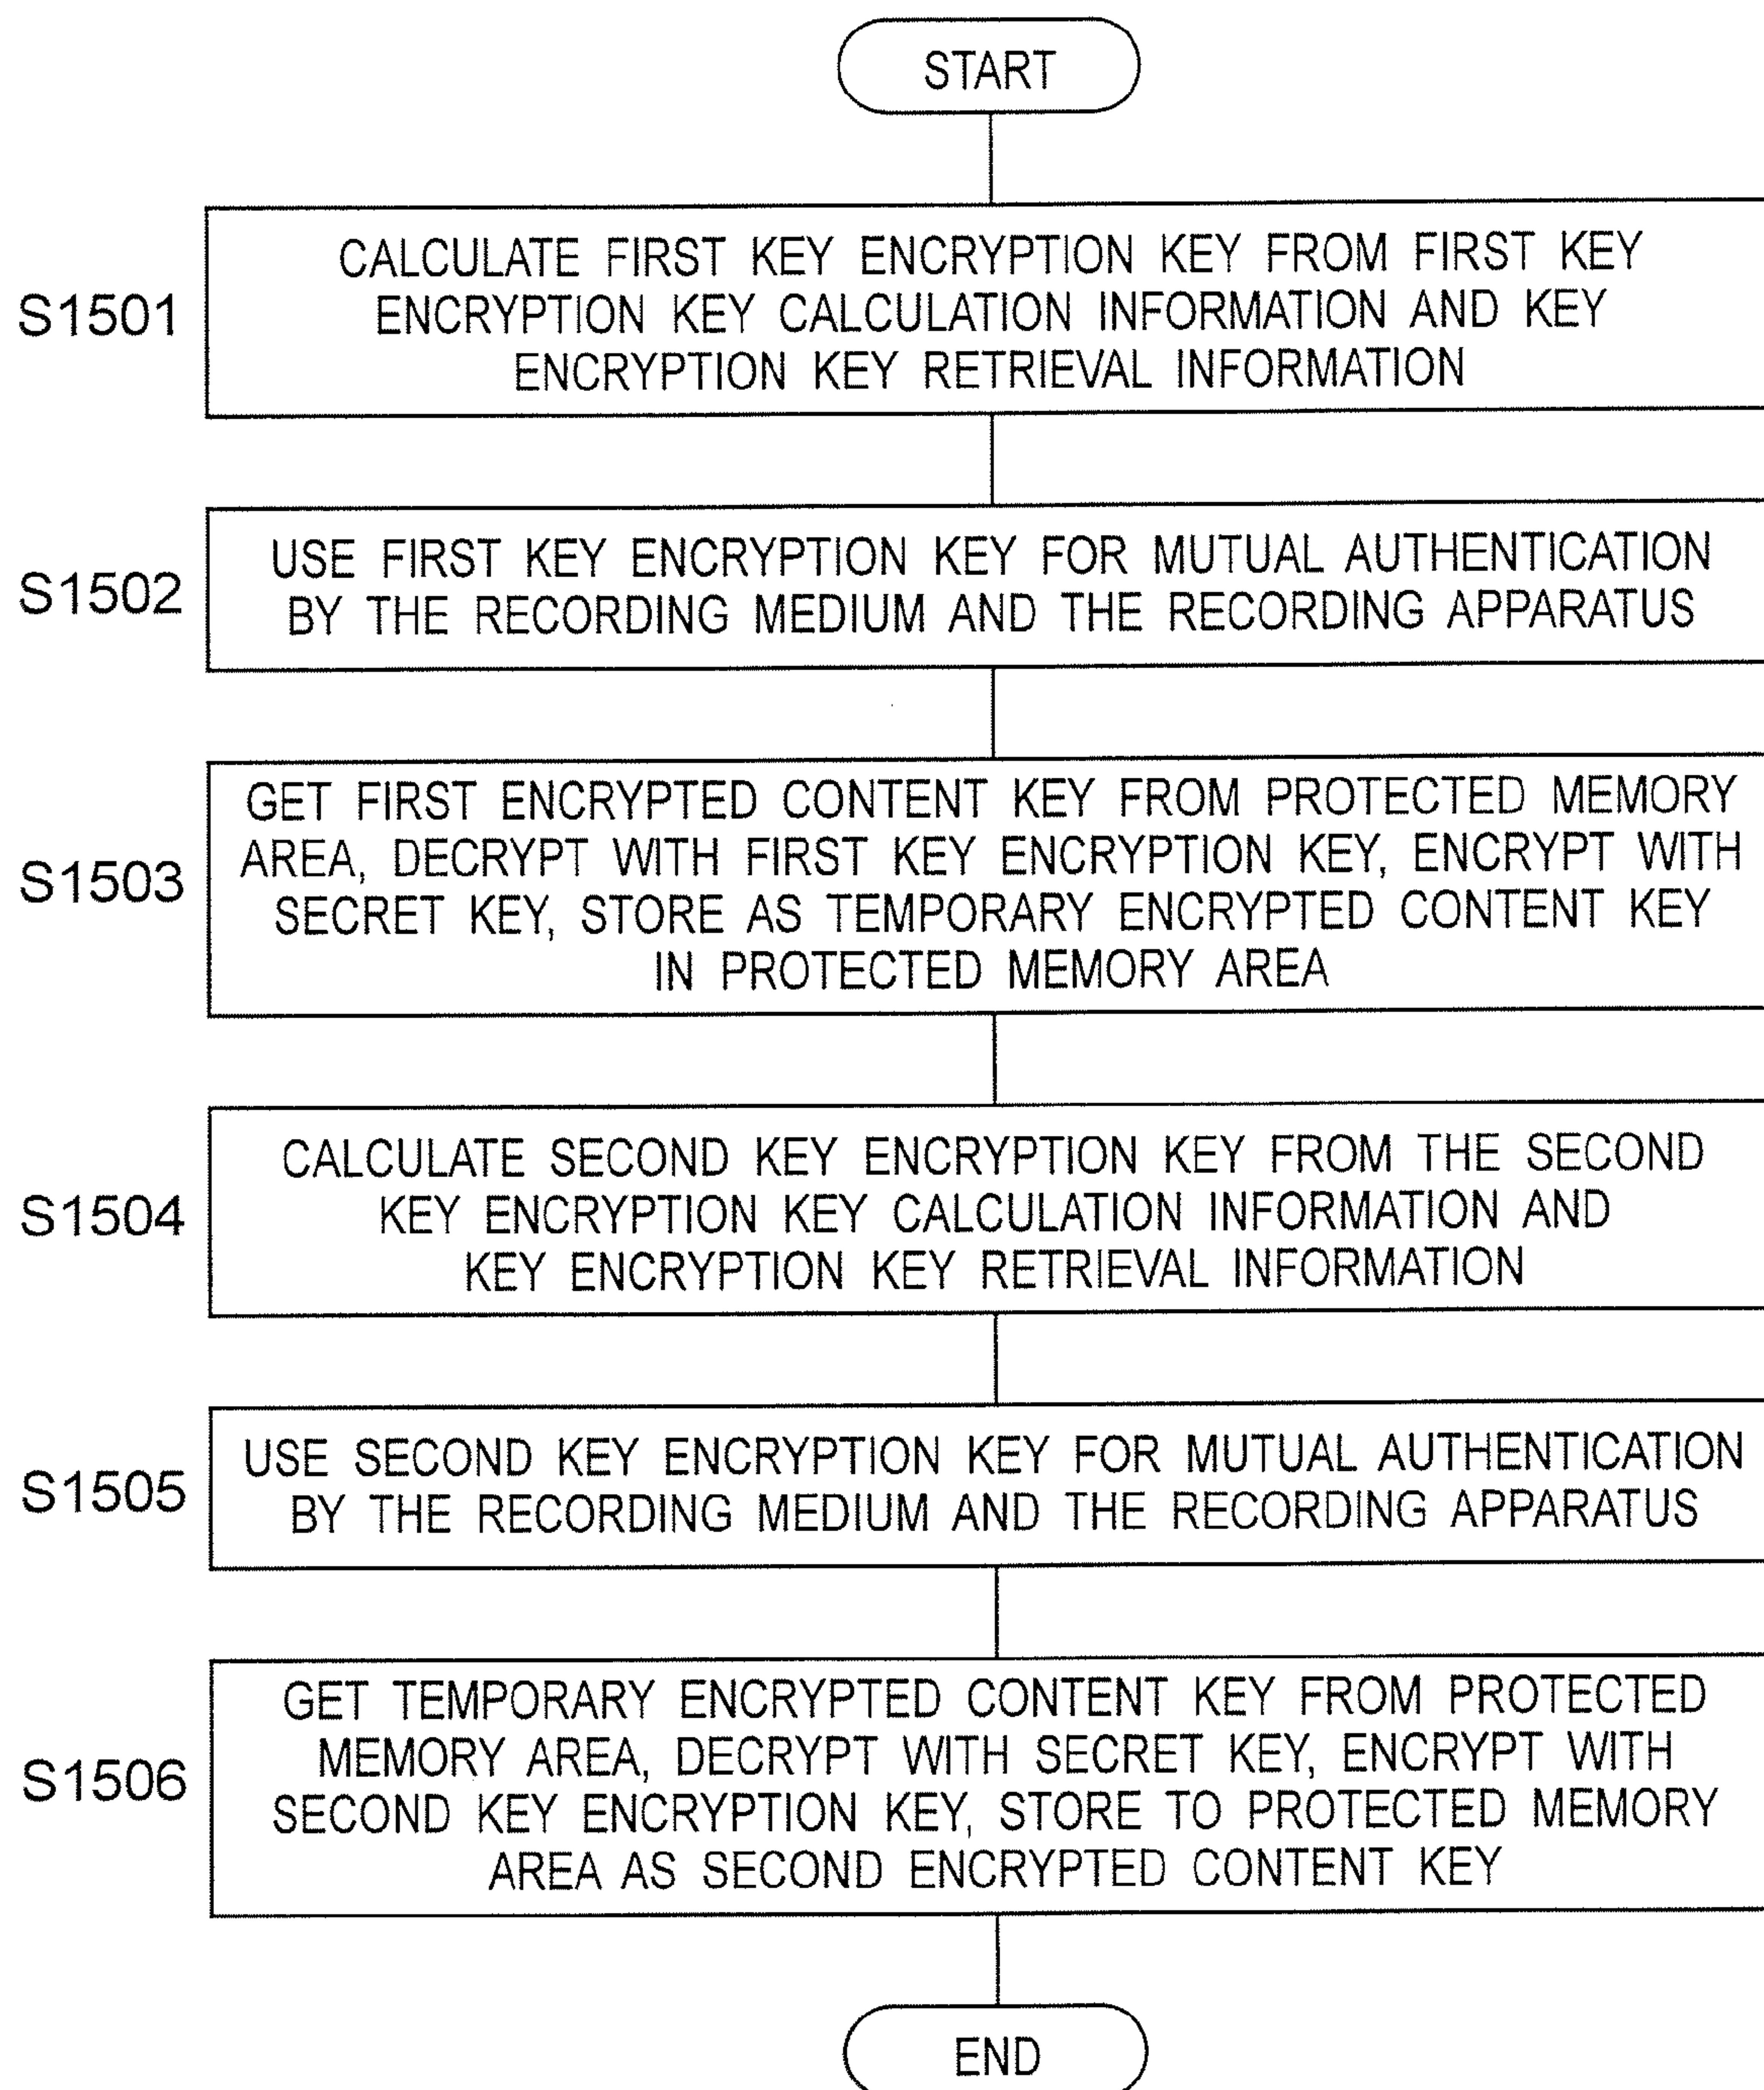 START
S1501
CALCULATE FIRST KEY ENCRYPTION KEY FROM FIRST KEY
ENCRYPTION KEY CALCULATION INFORMATION AND KEY
ENCRYPTION KEY RETRIEVAL INFORMATION
S1502
USE FIRST KEY ENCRYPTION KEY FOR MUTUAL AUTHENTICATION
BY THE RECORDING MEDIUM AND THE RECORDING APPARATUS
S1503
GET FIRST ENCRYPTED CONTENT KEY FROM PROTECTED MEMORY
AREA, DECRYPT WITH FIRST KEY ENCRYPTION KEY, ENCRYPT WITH
SECRET KEY, STORE AS TEMPORARY ENCRYPTED CONTENT KEY
IN PROTECTED MEMORY AREA
S1504
CALCULATE SECOND KEY ENCRYPTION KEY FROM THE SECOND
KEY ENCRYPTION KEY CALCULATION INFORMATION AND
KEY ENCRYPTION KEY RETRIEVAL INFORMATION
S1505
USE SECOND KEY ENCRYPTION KEY FOR MUTUAL AUTHENTICATION
BY THE RECORDING MEDIUM AND THE RECORDING APPARATUS
S1506
GET TEMPORARY ENCRYPTED CONTENT KEY FROM PROTECTED
MEMORY AREA, DECRYPT WITH SECRET KEY, ENCRYPT WITH
SECOND KEY ENCRYPTION KEY, STORE TO PROTECTED MEMORY
AREA AS SECOND ENCRYPTED CONTENT KEY
END